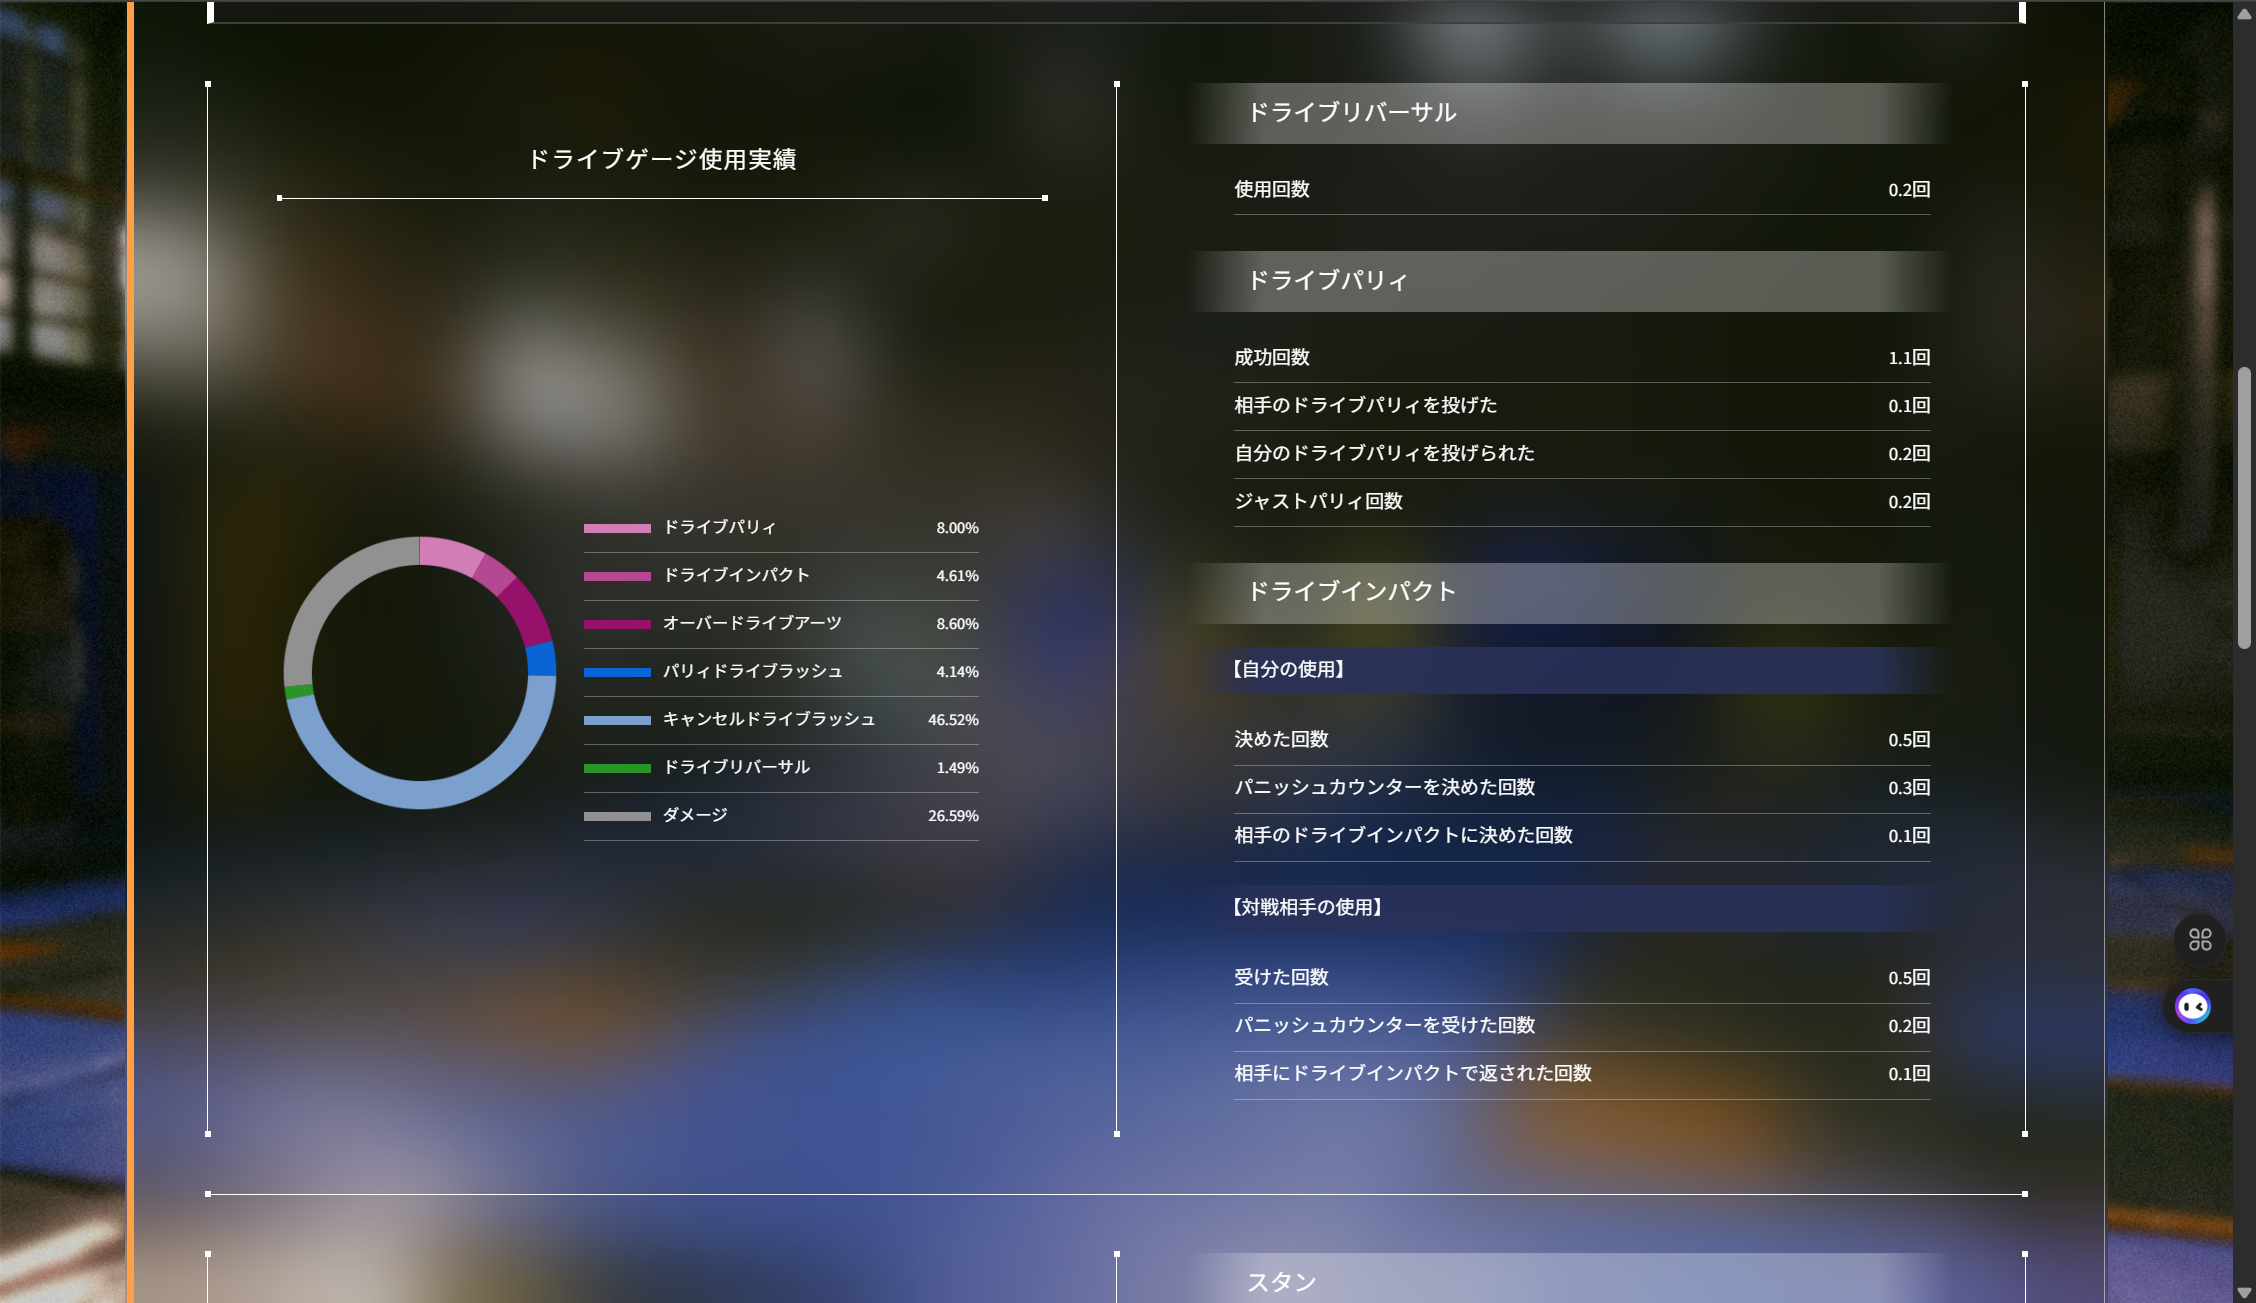 ドライブゲージ使用実績
ドライブパリィ 8.00%
ドライブインパクト 4.61%
オーバードライブアーツ 8.60%
パリィドライブラッシュ 4.14%
キャンセルドライブラッシュ 46.52%
ドライブリバーサル 1.49%
ダメージ 26.59%
ドライブリバーサル
使用回数 0.2回
ドライブパリィ
成功回数 1.1回
相手のドライブパリィを投げた 0.1回
自分のドライブパリィを投げられた 0.2回
ジャストパリィ回数 0.2回
ドライブインパクト
【自分の使用】
決めた回数 0.5回
パニッシュカウンターを決めた回数 0.3回
相手のドライブインパクトに決めた回数 0.1回
【対戦相手の使用】
受けた回数 0.5回
パニッシュカウンターを受けた回数 0.2回
相手にドライブインパクトで返された回数 0.1回
スタン